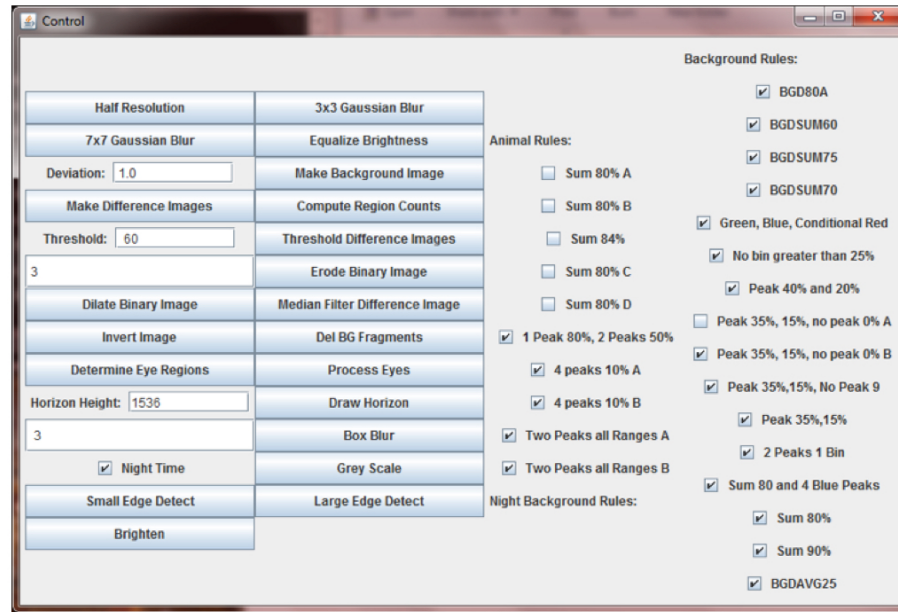 Control
Half Resolution
3x3 Gaussian Blur
7x7 Gaussian Blur
Equalize Brightness
Deviation: 1.0
Make Background Image
Make Difference Images
Compute Region Counts
Threshold: 60
Threshold Difference Images
3
Erode Binary Image
Dilate Binary Image
Median Filter Difference Image
Invert Image
Del BG Fragments
Determine Eye Regions
Process Eyes
Horizon Height: 1536
Draw Horizon
3
Box Blur
Night Time
Grey Scale
Small Edge Detect
Large Edge Detect
Brighten
Animal Rules:
Sum 80% A
Sum 80% B
Sum 84%
Sum 80% C
Sum 80% D
1 Peak 80%, 2 Peaks 50%
4 peaks 10% A
4 peaks 10% B
Two Peaks all Ranges A
Two Peaks all Ranges B
Night Background Rules:
Background Rules:
BGD80A
BGDSUM60
BGDSUM75
BGDSUM70
Green, Blue, Conditional Red
No bin greater than 25%
Peak 40% and 20%
Peak 35%, 15%, no peak 0% A
Peak 35%, 15%, no peak 0% B
Peak 35%,15%, No Peak 9
Peak 35%,15%
2 Peaks 1 Bin
Sum 80 and 4 Blue Peaks
Sum 80%
Sum 90%
BGDAVG25